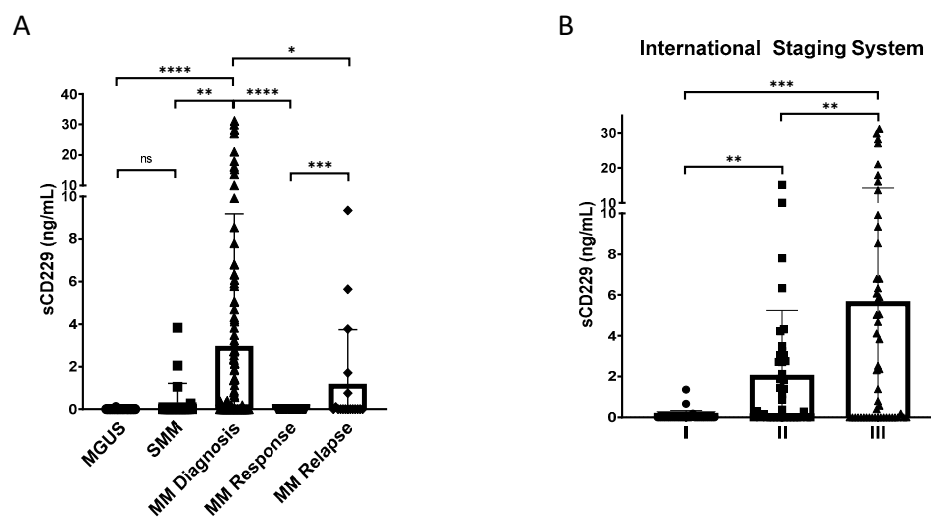 A
*
****
** ****
ns
***
sCD229 (ng/mL)
40
30
20
10
10
8
6
4
2
0
MGUS
SMM
MM Diagnosis
MM Response
MM Relapse
B
International Staging System
***
**
**
sCD229 (ng/mL)
30
20
10
10
8
6
4
2
0
I II III